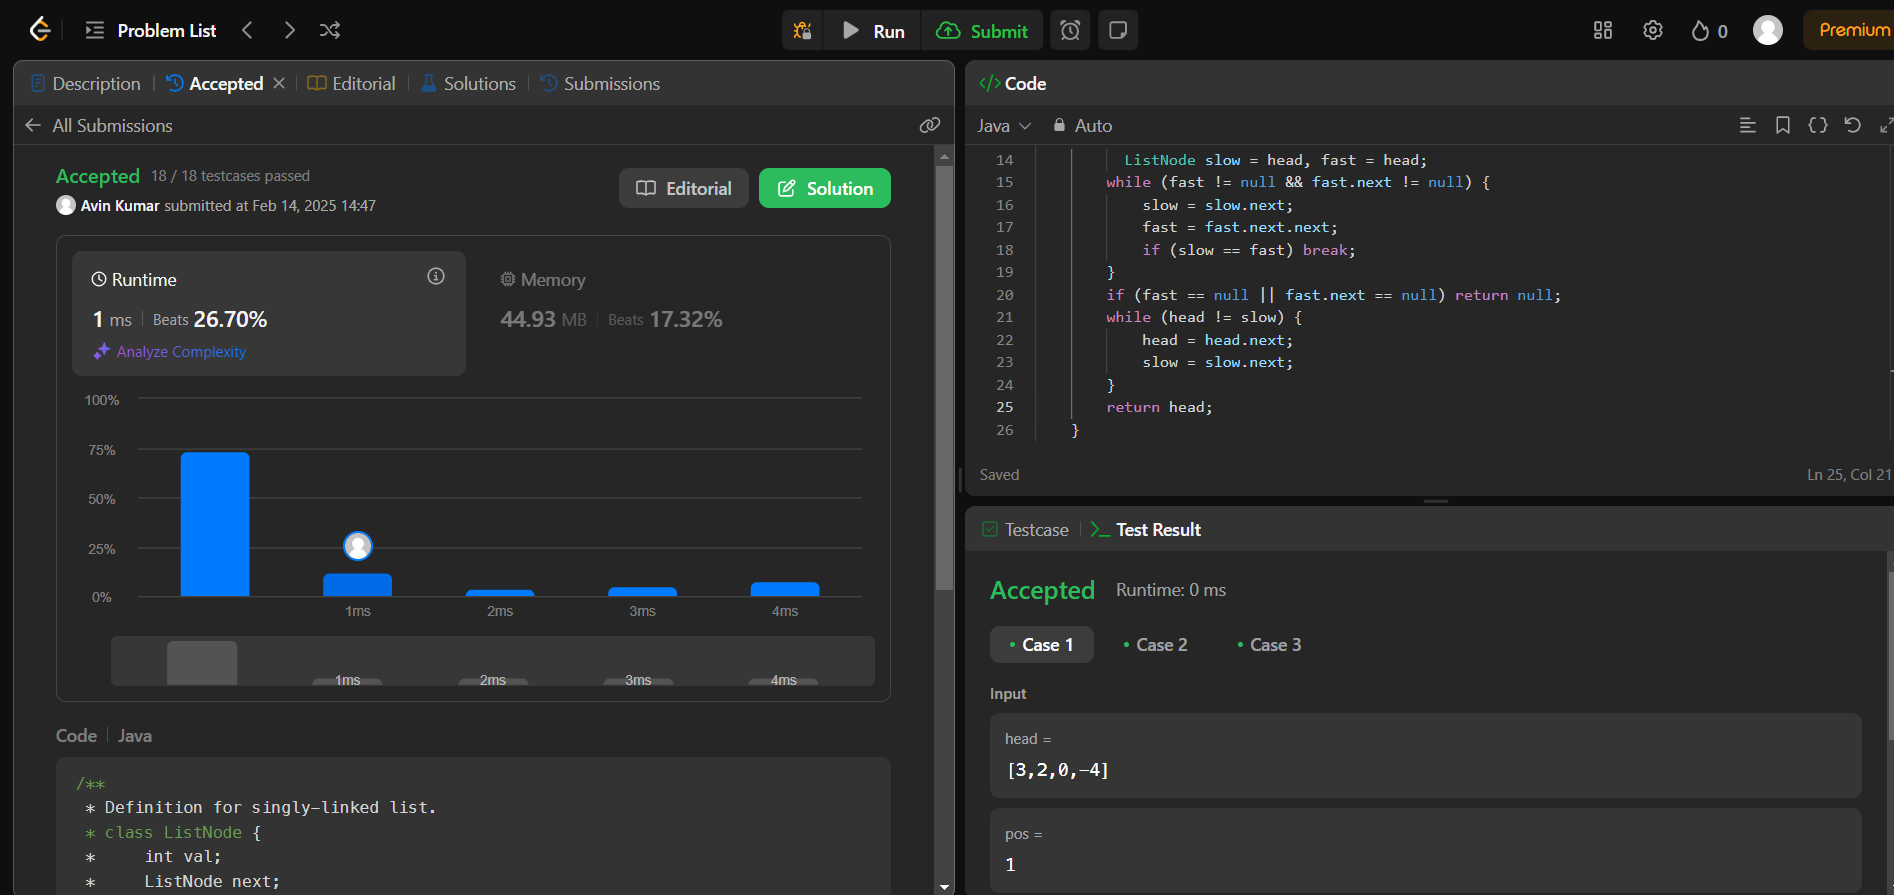 Problem List
Run
Submit
0
Premium
Description
Accepted
Editorial
Solutions
Submissions
All Submissions
Accepted 18 / 18 testcases passed
Avin Kumar submitted at Feb 14, 2025 14:47
Editorial
Solution
Runtime
1 ms Beats 26.70%
Analyze Complexity
Memory
44.93 MB Beats 17.32%
100%
75%
50%
25%
0%
1ms 2ms 3ms 4ms
1ms 2ms 3ms 4ms
Code Java
/**
* Definition for singly-linked list.
* class ListNode {
*     int val;
*     ListNode next;
</> Code
Java Auto
14 ListNode slow = head, fast = head;
15 while (fast != null && fast.next != null) {
16 slow = slow.next;
17 fast = fast.next.next;
18 if (slow == fast) break;
19 }
20 if (fast == null || fast.next == null) return null;
21 while (head != slow) {
22 head = head.next;
23 slow = slow.next;
24 }
25 return head;
26 }
Saved
Ln 25, Col 21
Testcase
Test Result
Accepted Runtime: 0 ms
Case 1 Case 2 Case 3
Input
head =
[3,2,0,-4]
pos =
1